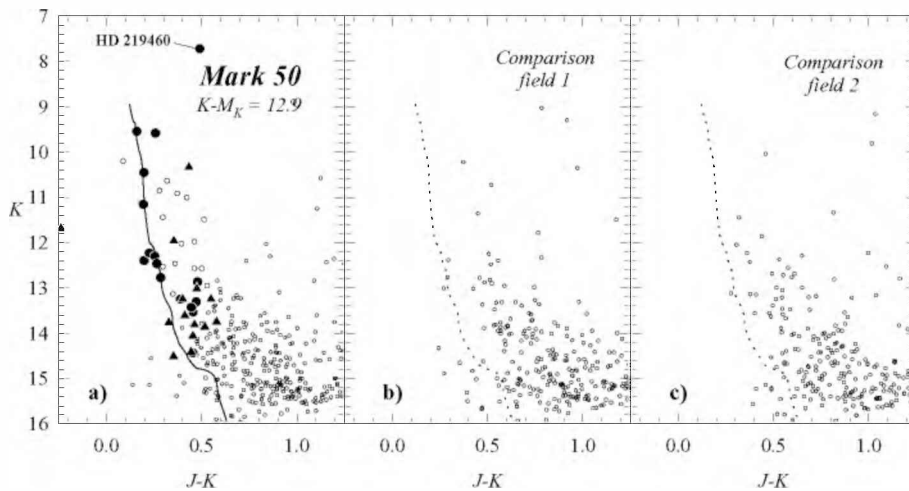 7
8
9
10
11
12
13
14
15
16
K
HD 219460
Mark 50
K-M_K = 12.9
a)
0.0 0.5 1.0
J-K
Comparison
field 1
b)
0.0 0.5 1.0
J-K
Comparison
field 2
c)
0.0 0.5 1.0
J-K